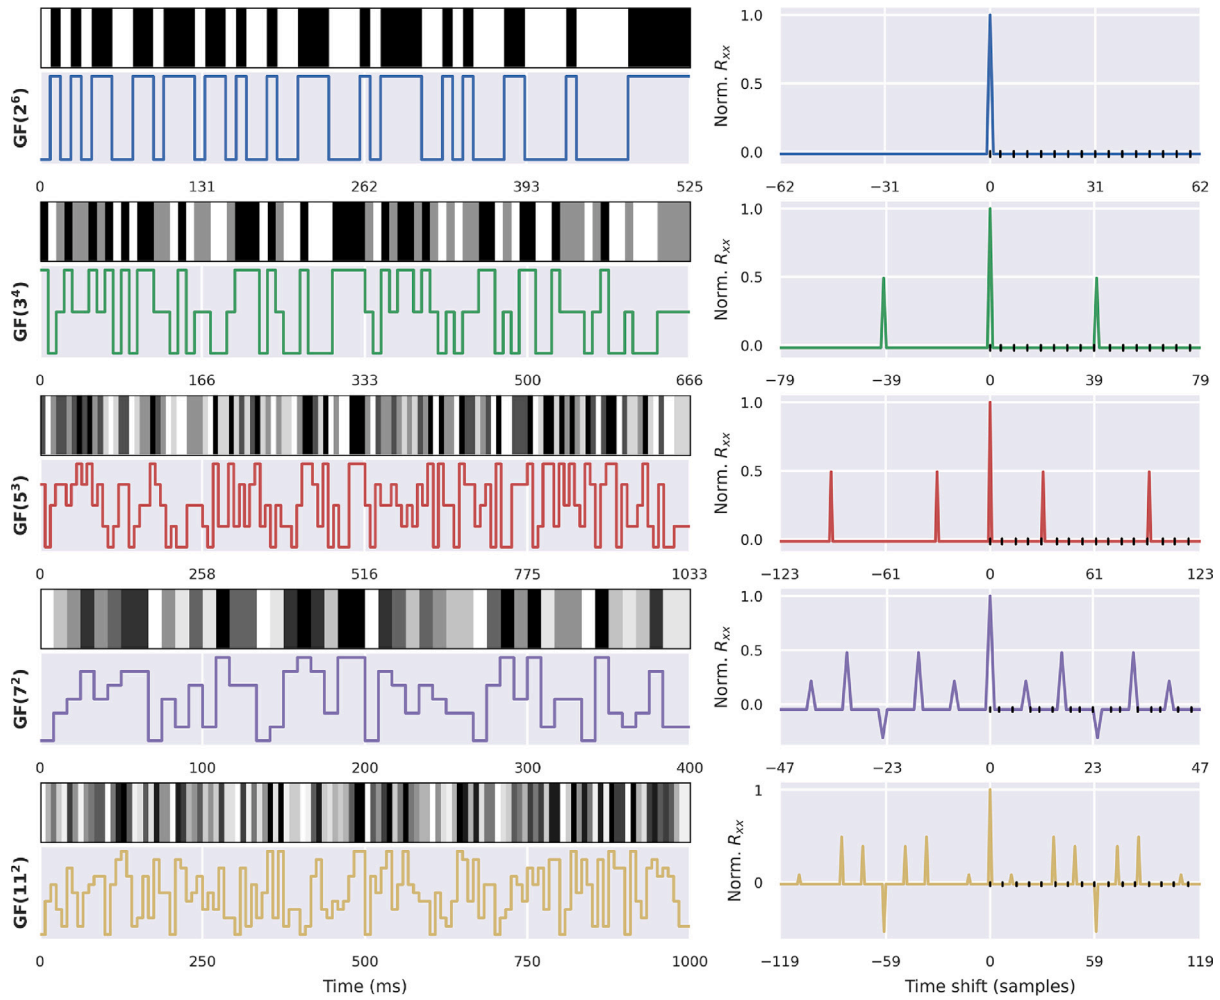 GF(2⁶)
0 131 262 393 525
Norm. Rxx
1.0
0.5
0.0
−62 −31 0 31 62
GF(3⁴)
0 166 333 500 666
Norm. Rxx
1.0
0.5
0.0
−79 −39 0 39 79
GF(5³)
0 258 516 775 1033
Norm. Rxx
1.0
0.5
0.0
−123 −61 0 61 123
GF(7²)
0 100 200 300 400
Norm. Rxx
1.0
0.5
0.0
−47 −23 0 23 47
GF(11²)
0 250 500 750 1000
Time (ms)
Norm. Rxx
1
0
−119 −59 0 59 119
Time shift (samples)